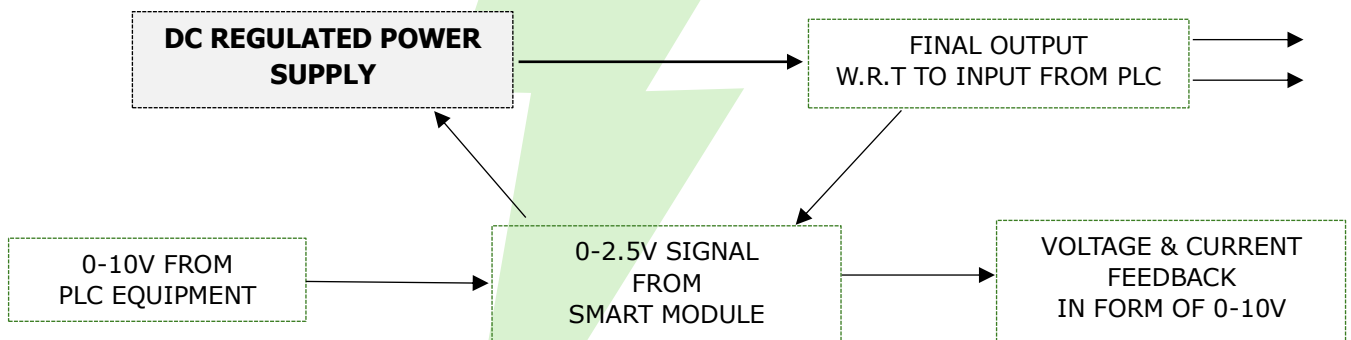 DC REGULATED POWER
SUPPLY
FINAL OUTPUT
W.R.T TO INPUT FROM PLC
0-10V FROM
PLC EQUIPMENT
0-2.5V SIGNAL
FROM
SMART MODULE
VOLTAGE & CURRENT
FEEDBACK
IN FORM OF 0-10V